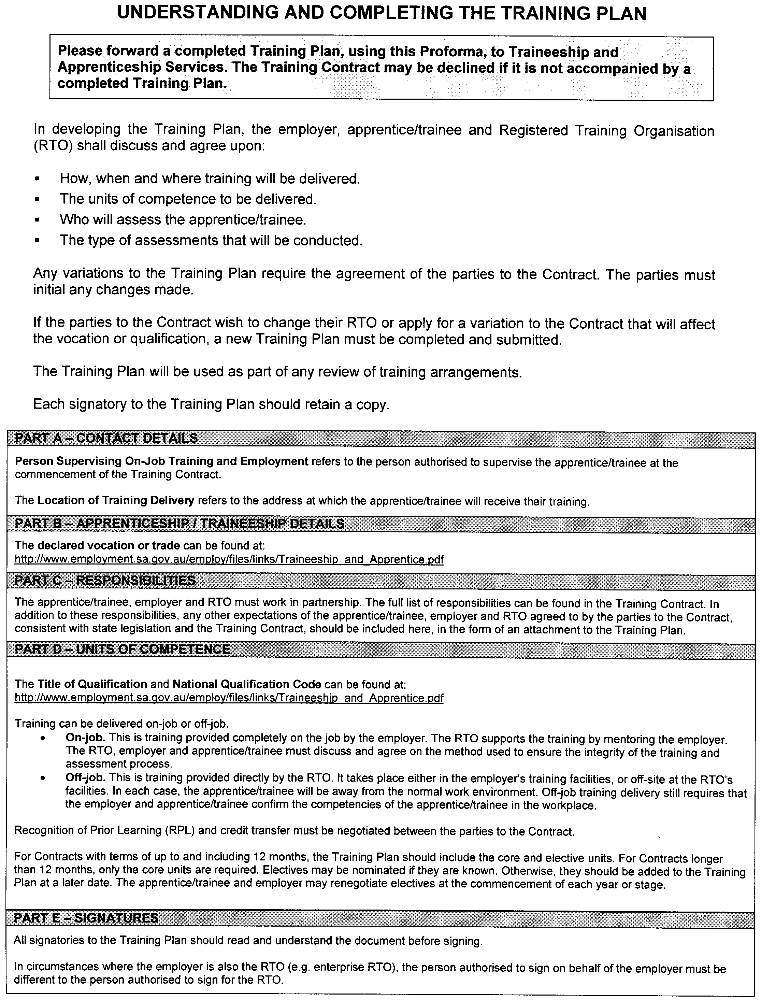 UNDERSTANDING AND COMPLETING THE TRAINING PLAN
Please forward a completed Training Plan, using this Proforma, to Traineeship and
Apprenticeship Services. The Training Contract may be declined if it is not accompanied by a
completed Training Plan.
In developing the Training Plan, the employer, apprentice/trainee and Registered Training Organisation
(RTO) shall discuss and agree upon:
▪ How, when and where training will be delivered.
▪ The units of competence to be delivered.
▪ Who will assess the apprentice/trainee.
▪ The type of assessments that will be conducted.
Any variations to the Training Plan require the agreement of the parties to the Contract. The parties must
initial any changes made.
If the parties to the Contract wish to change their RTO or apply for a variation to the Contract that will affect
the vocation or qualification, a new Training Plan must be completed and submitted.
The Training Plan will be used as part of any review of training arrangements.
Each signatory to the Training Plan should retain a copy.
PART A – CONTACT DETAILS
Person Supervising On-Job Training and Employment refers to the person authorised to supervise the apprentice/trainee at the
commencement of the Training Contract.
The Location of Training Delivery refers to the address at which the apprentice/trainee will receive their training.
PART B – APPRENTICESHIP / TRAINEESHIP DETAILS
The declared vocation or trade can be found at:
http://www.employment.sa.gov.au/employ/files/links/Traineeship_and_Apprentice.pdf
PART C – RESPONSIBILITIES
The apprentice/trainee, employer and RTO must work in partnership. The full list of responsibilities can be found in the Training Contract. In
addition to these responsibilities, any other expectations of the apprentice/trainee, employer and RTO agreed to by the parties to the Contract,
consistent with state legislation and the Training Contract, should be included here, in the form of an attachment to the Training Plan.
PART D – UNITS OF COMPETENCE
The Title of Qualification and National Qualification Code can be found at:
http://www.employment.sa.gov.au/employ/files/links/Traineeship_and_Apprentice.pdf
Training can be delivered on-job or off-job.
• On-job. This is training provided completely on the job by the employer. The RTO supports the training by mentoring the employer.
The RTO, employer and apprentice/trainee must discuss and agree on the method used to ensure the integrity of the training and
assessment process.
• Off-job. This is training provided directly by the RTO. It takes place either in the employer's training facilities, or off-site at the RTO's
facilities. In each case, the apprentice/trainee will be away from the normal work environment. Off-job training delivery still requires that
the employer and apprentice/trainee confirm the competencies of the apprentice/trainee in the workplace.
Recognition of Prior Learning (RPL) and credit transfer must be negotiated between the parties to the Contract.
For Contracts with terms of up to and including 12 months, the Training Plan should include the core and elective units. For Contracts longer
than 12 months, only the core units are required. Electives may be nominated if they are known. Otherwise, they should be added to the Training
Plan at a later date. The apprentice/trainee and employer may renegotiate electives at the commencement of each year or stage.
PART E – SIGNATURES
All signatories to the Training Plan should read and understand the document before signing.
In circumstances where the employer is also the RTO (e.g. enterprise RTO), the person authorised to sign on behalf of the employer must be
different to the person authorised to sign for the RTO.